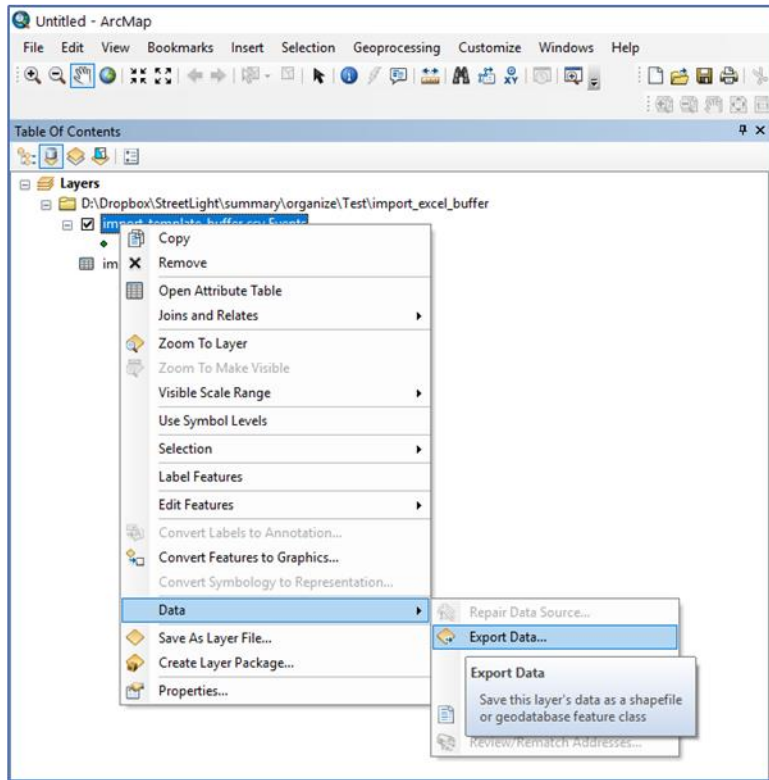 Untitled - ArcMap
File Edit View Bookmarks Insert Selection Geoprocessing Customize Windows Help
Table Of Contents
Layers
D:\Dropbox\StreetLight\summary\organize\Test\import_excel_buffer
import_template_buffer.csv Events
im
Copy
Remove
Open Attribute Table
Joins and Relates
Zoom To Layer
Zoom To Make Visible
Visible Scale Range
Use Symbol Levels
Selection
Label Features
Edit Features
Convert Labels to Annotation...
Convert Features to Graphics...
Convert Symbology to Representation...
Data
Save As Layer File...
Create Layer Package...
Properties...
Repair Data Source...
Export Data...
Export Data
Save this layer's data as a shapefile
or geodatabase feature class
Review/Rematch Addresses...